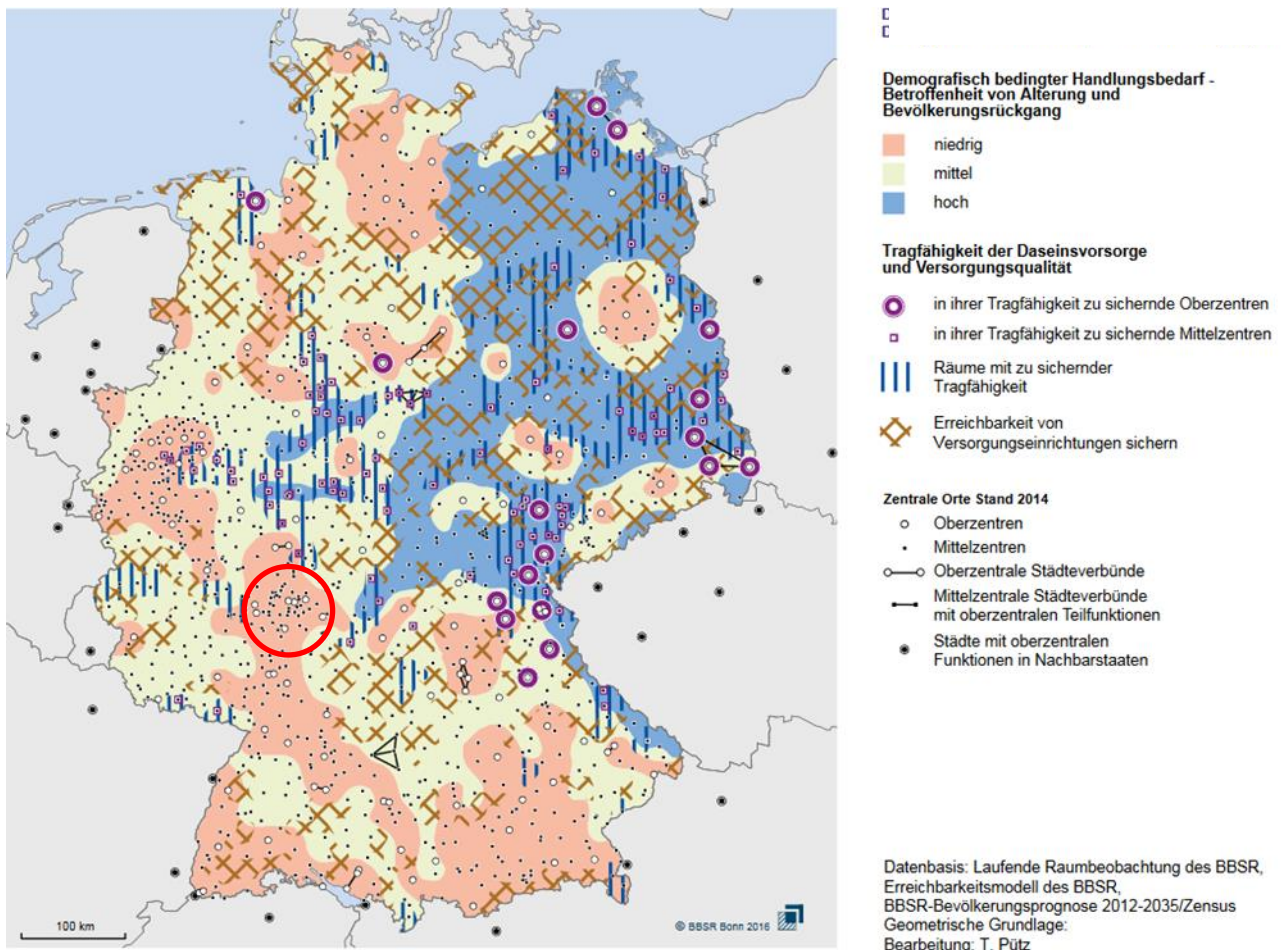 Demografisch bedingter Handlungsbedarf -
Betroffenheit von Alterung und
Bevölkerungsrückgang
niedrig
mittel
hoch
Tragfähigkeit der Daseinsvorsorge
und Versorgungsqualität
in ihrer Tragfähigkeit zu sichernde Oberzentren
in ihrer Tragfähigkeit zu sichernde Mittelzentren
Räume mit zu sichernder
Tragfähigkeit
Erreichbarkeit von
Versorgungseinrichtungen sichern
Zentrale Orte Stand 2014
Oberzentren
Mittelzentren
Oberzentrale Städteverbünde
Mittelzentrale Städteverbünde
mit oberzentralen Teilfunktionen
Städte mit oberzentralen
Funktionen in Nachbarstaaten
Datenbasis: Laufende Raumbeobachtung des BBSR,
Erreichbarkeitsmodell des BBSR,
BBSR-Bevölkerungsprognose 2012-2035/Zensus
Geometrische Grundlage:
Bearbeitung: T. Pütz
100 km
© BBSR Bonn 2016